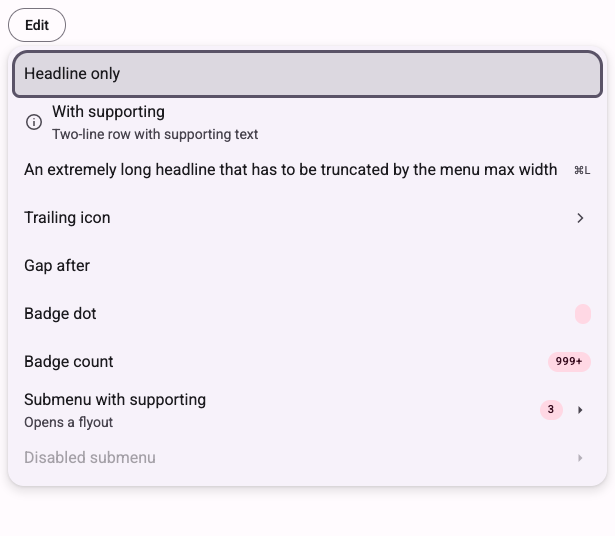 Edit
Headline only
With supporting
Two-line row with supporting text
An extremely long headline that has to be truncated by the menu max width ⌘L
Trailing icon
Gap after
Badge dot
Badge count 999+
Submenu with supporting 3
Opens a flyout
Disabled submenu